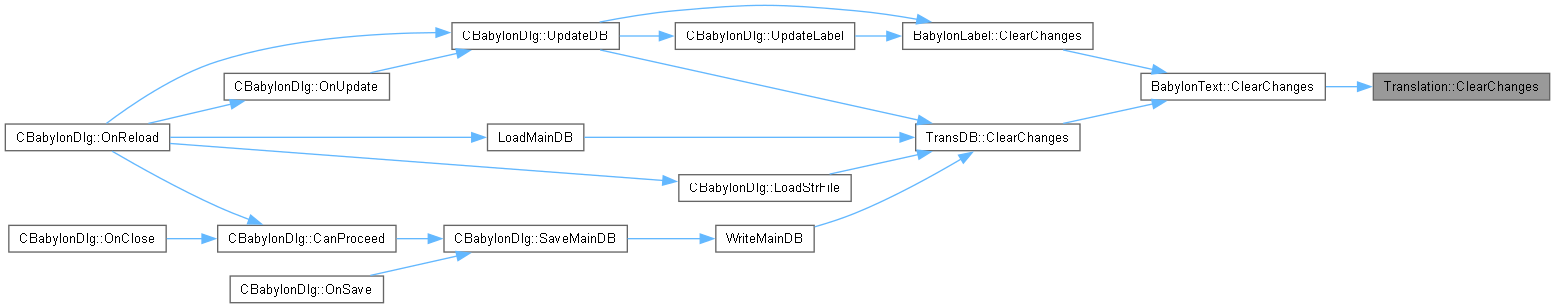 CBabylonDlg::UpdateDB
CBabylonDlg::UpdateLabel
BabylonLabel::ClearChanges
CBabylonDlg::OnUpdate
BabylonText::ClearChanges
Translation::ClearChanges
CBabylonDlg::OnReload
LoadMainDB
TransDB::ClearChanges
CBabylonDlg::LoadStrFile
CBabylonDlg::OnClose
CBabylonDlg::CanProceed
CBabylonDlg::SaveMainDB
WriteMainDB
CBabylonDlg::OnSave